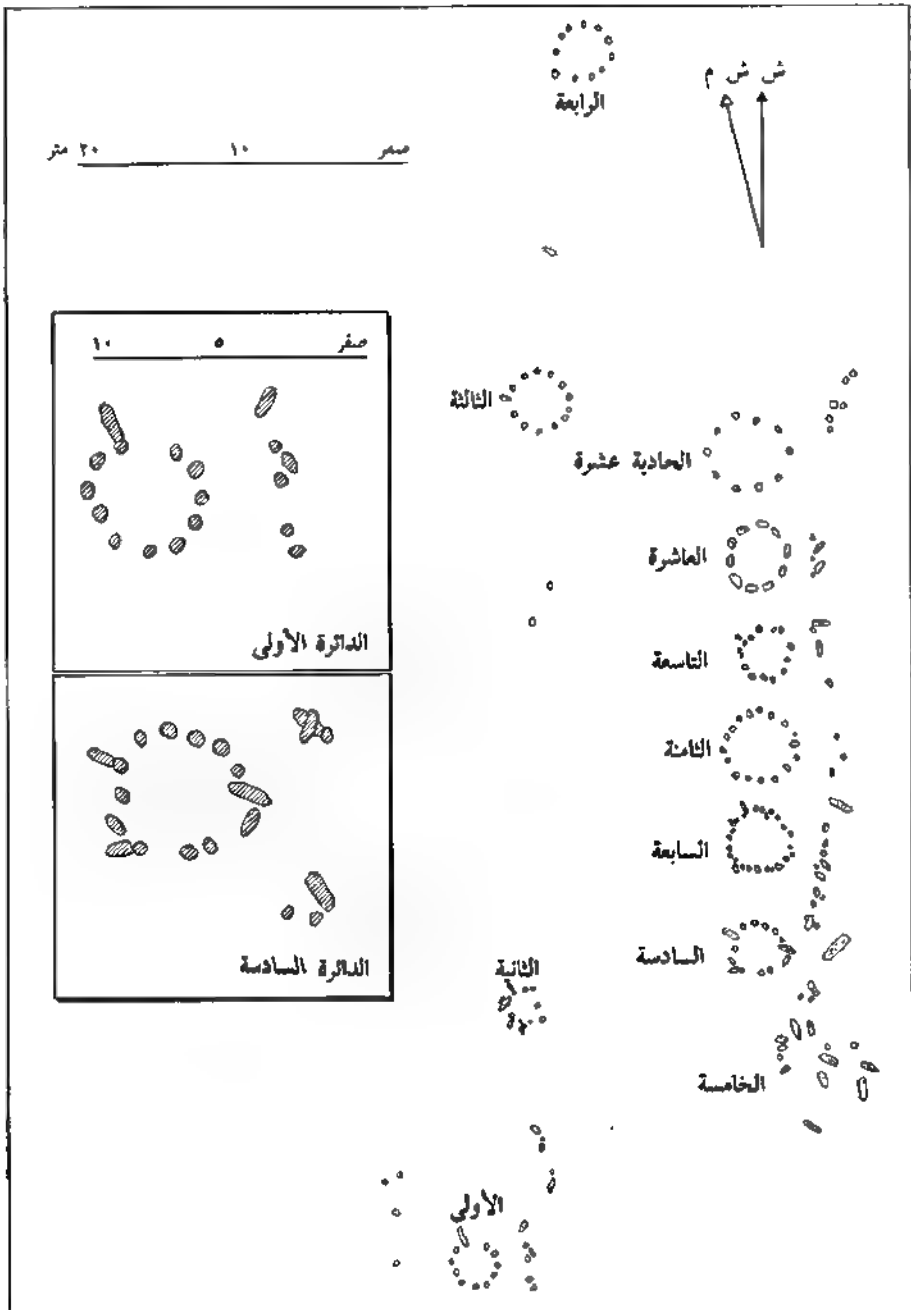 الرابعة
ش ش م
صفر ١٠ ٢٠ متر
صفر ٥ ١٠
الثالثة
الحادية عشرة
العاشرة
الدائرة الأولى
التاسعة
الثامنة
السابعة
السادسة
الدائرة السادسة
الثانية
الخامسة
الأولى